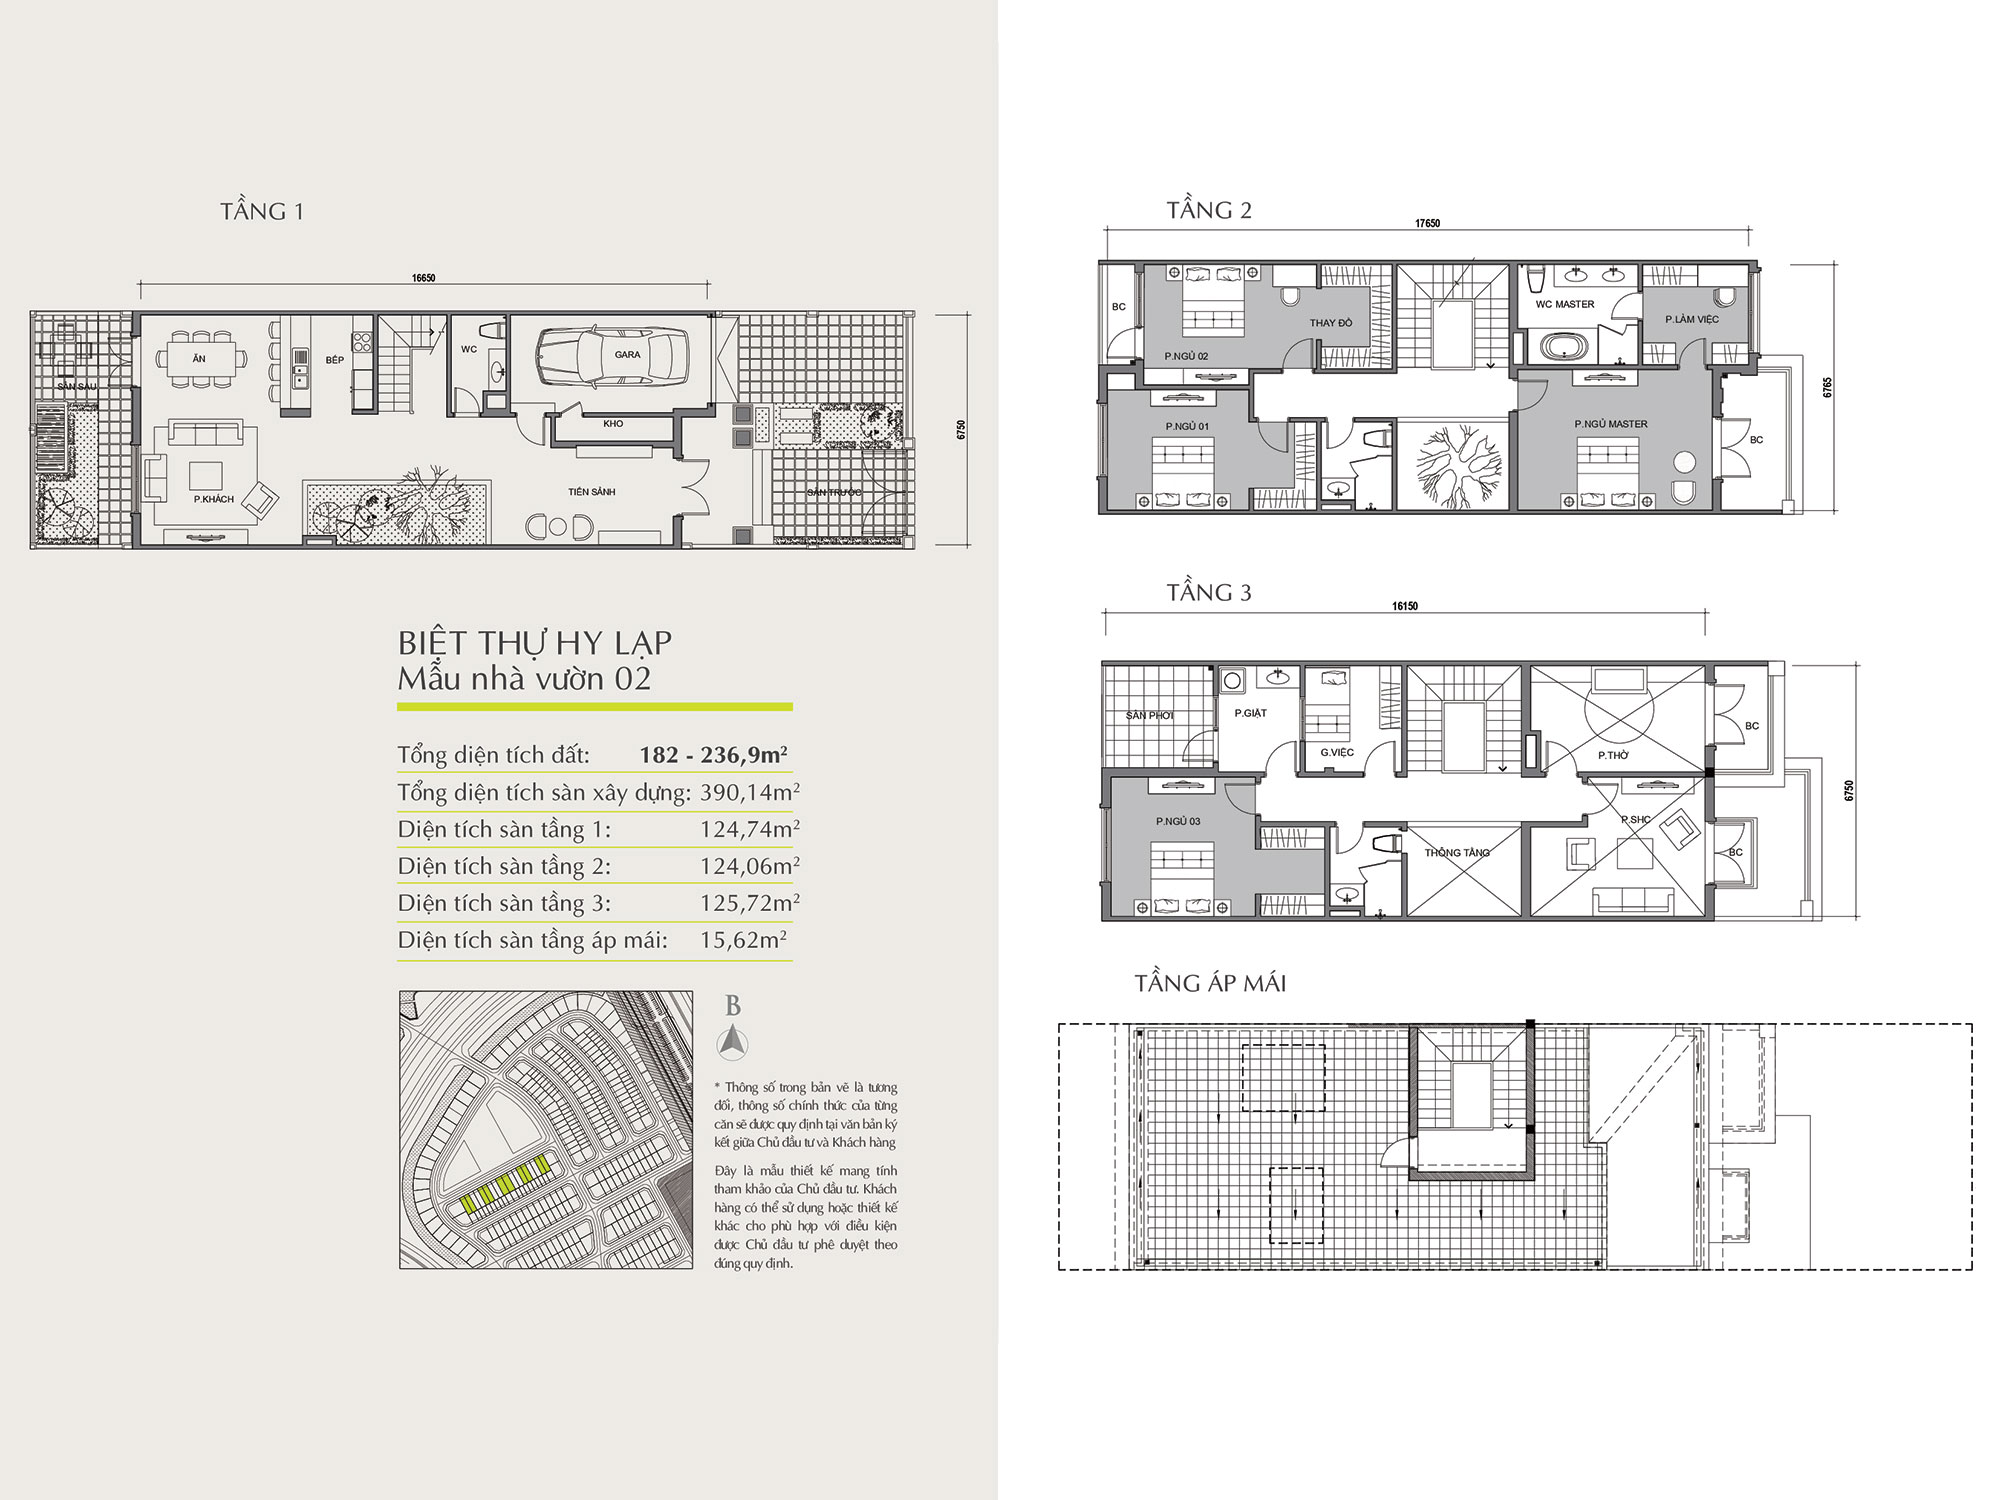 TẦNG 1
16650
ĂN
BẾP
WC
GARA
SÂN SAU
KHO
6750
P.KHÁCH
TIỀN SẢNH
SÂN TRƯỚC
BIỆT THỰ HY LẠP
Mẫu nhà vườn 02
Tổng diện tích đất: 182 - 236,9m²
Tổng diện tích sàn xây dựng: 390,14m²
Diện tích sàn tầng 1: 124,74m²
Diện tích sàn tầng 2: 124,06m²
Diện tích sàn tầng 3: 125,72m²
Diện tích sàn tầng áp mái: 15,62m²
B
* Thông số trong bản vẽ là tương
đối, thông số chính thức của từng
căn sẽ được quy định tại văn bản ký
kết giữa Chủ đầu tư và Khách hàng
Đây là mẫu thiết kế mang tính
tham khảo của Chủ đầu tư. Khách
hàng có thể sử dụng hoặc thiết kế
khác cho phù hợp với điều kiện
được Chủ đầu tư phê duyệt theo
đúng quy định.
TẦNG 2
17650
BC
THAY ĐỒ
WC MASTER
P.LÀM VIỆC
P.NGỦ 02
6765
P.NGỦ 01
P.NGỦ MASTER
BC
TẦNG 3
16150
SÂN PHƠI
P.GIẶT
G.VIỆC
P.THỜ
BC
6750
P.NGỦ 03
THÔNG TẦNG
P.SHC
BC
TẦNG ÁP MÁI